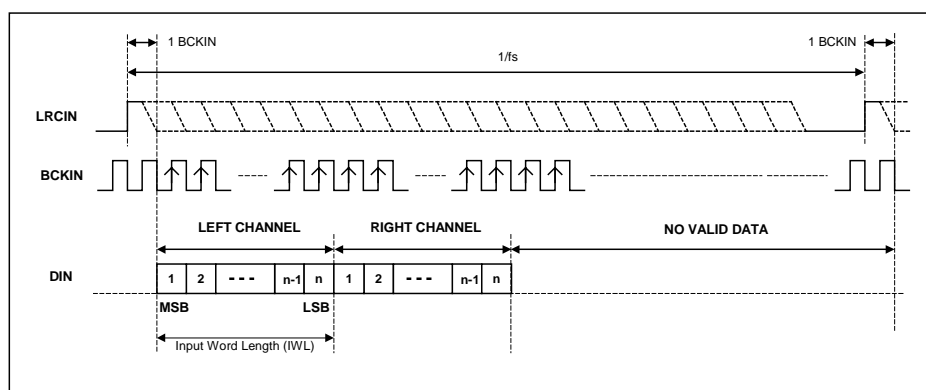 1 BCKIN 1 BCKIN
1/fs
LRCIN
BCKIN
LEFT CHANNEL RIGHT CHANNEL NO VALID DATA
DIN 1 2 --- n-1 n 1 2 --- n-1 n
MSB LSB
Input Word Length (IWL)